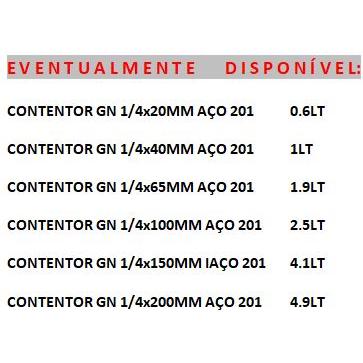 EVENTUALMENTE DISPONÍVEL:
CONTENTOR GN 1/4x20MM AÇO 201 0.6LT
CONTENTOR GN 1/4x40MM AÇO 201 1LT
CONTENTOR GN 1/4x65MM AÇO 201 1.9LT
CONTENTOR GN 1/4x100MM AÇO 201 2.5LT
CONTENTOR GN 1/4x150MM IAÇO 201 4.1LT
CONTENTOR GN 1/4x200MM AÇO 201 4.9LT